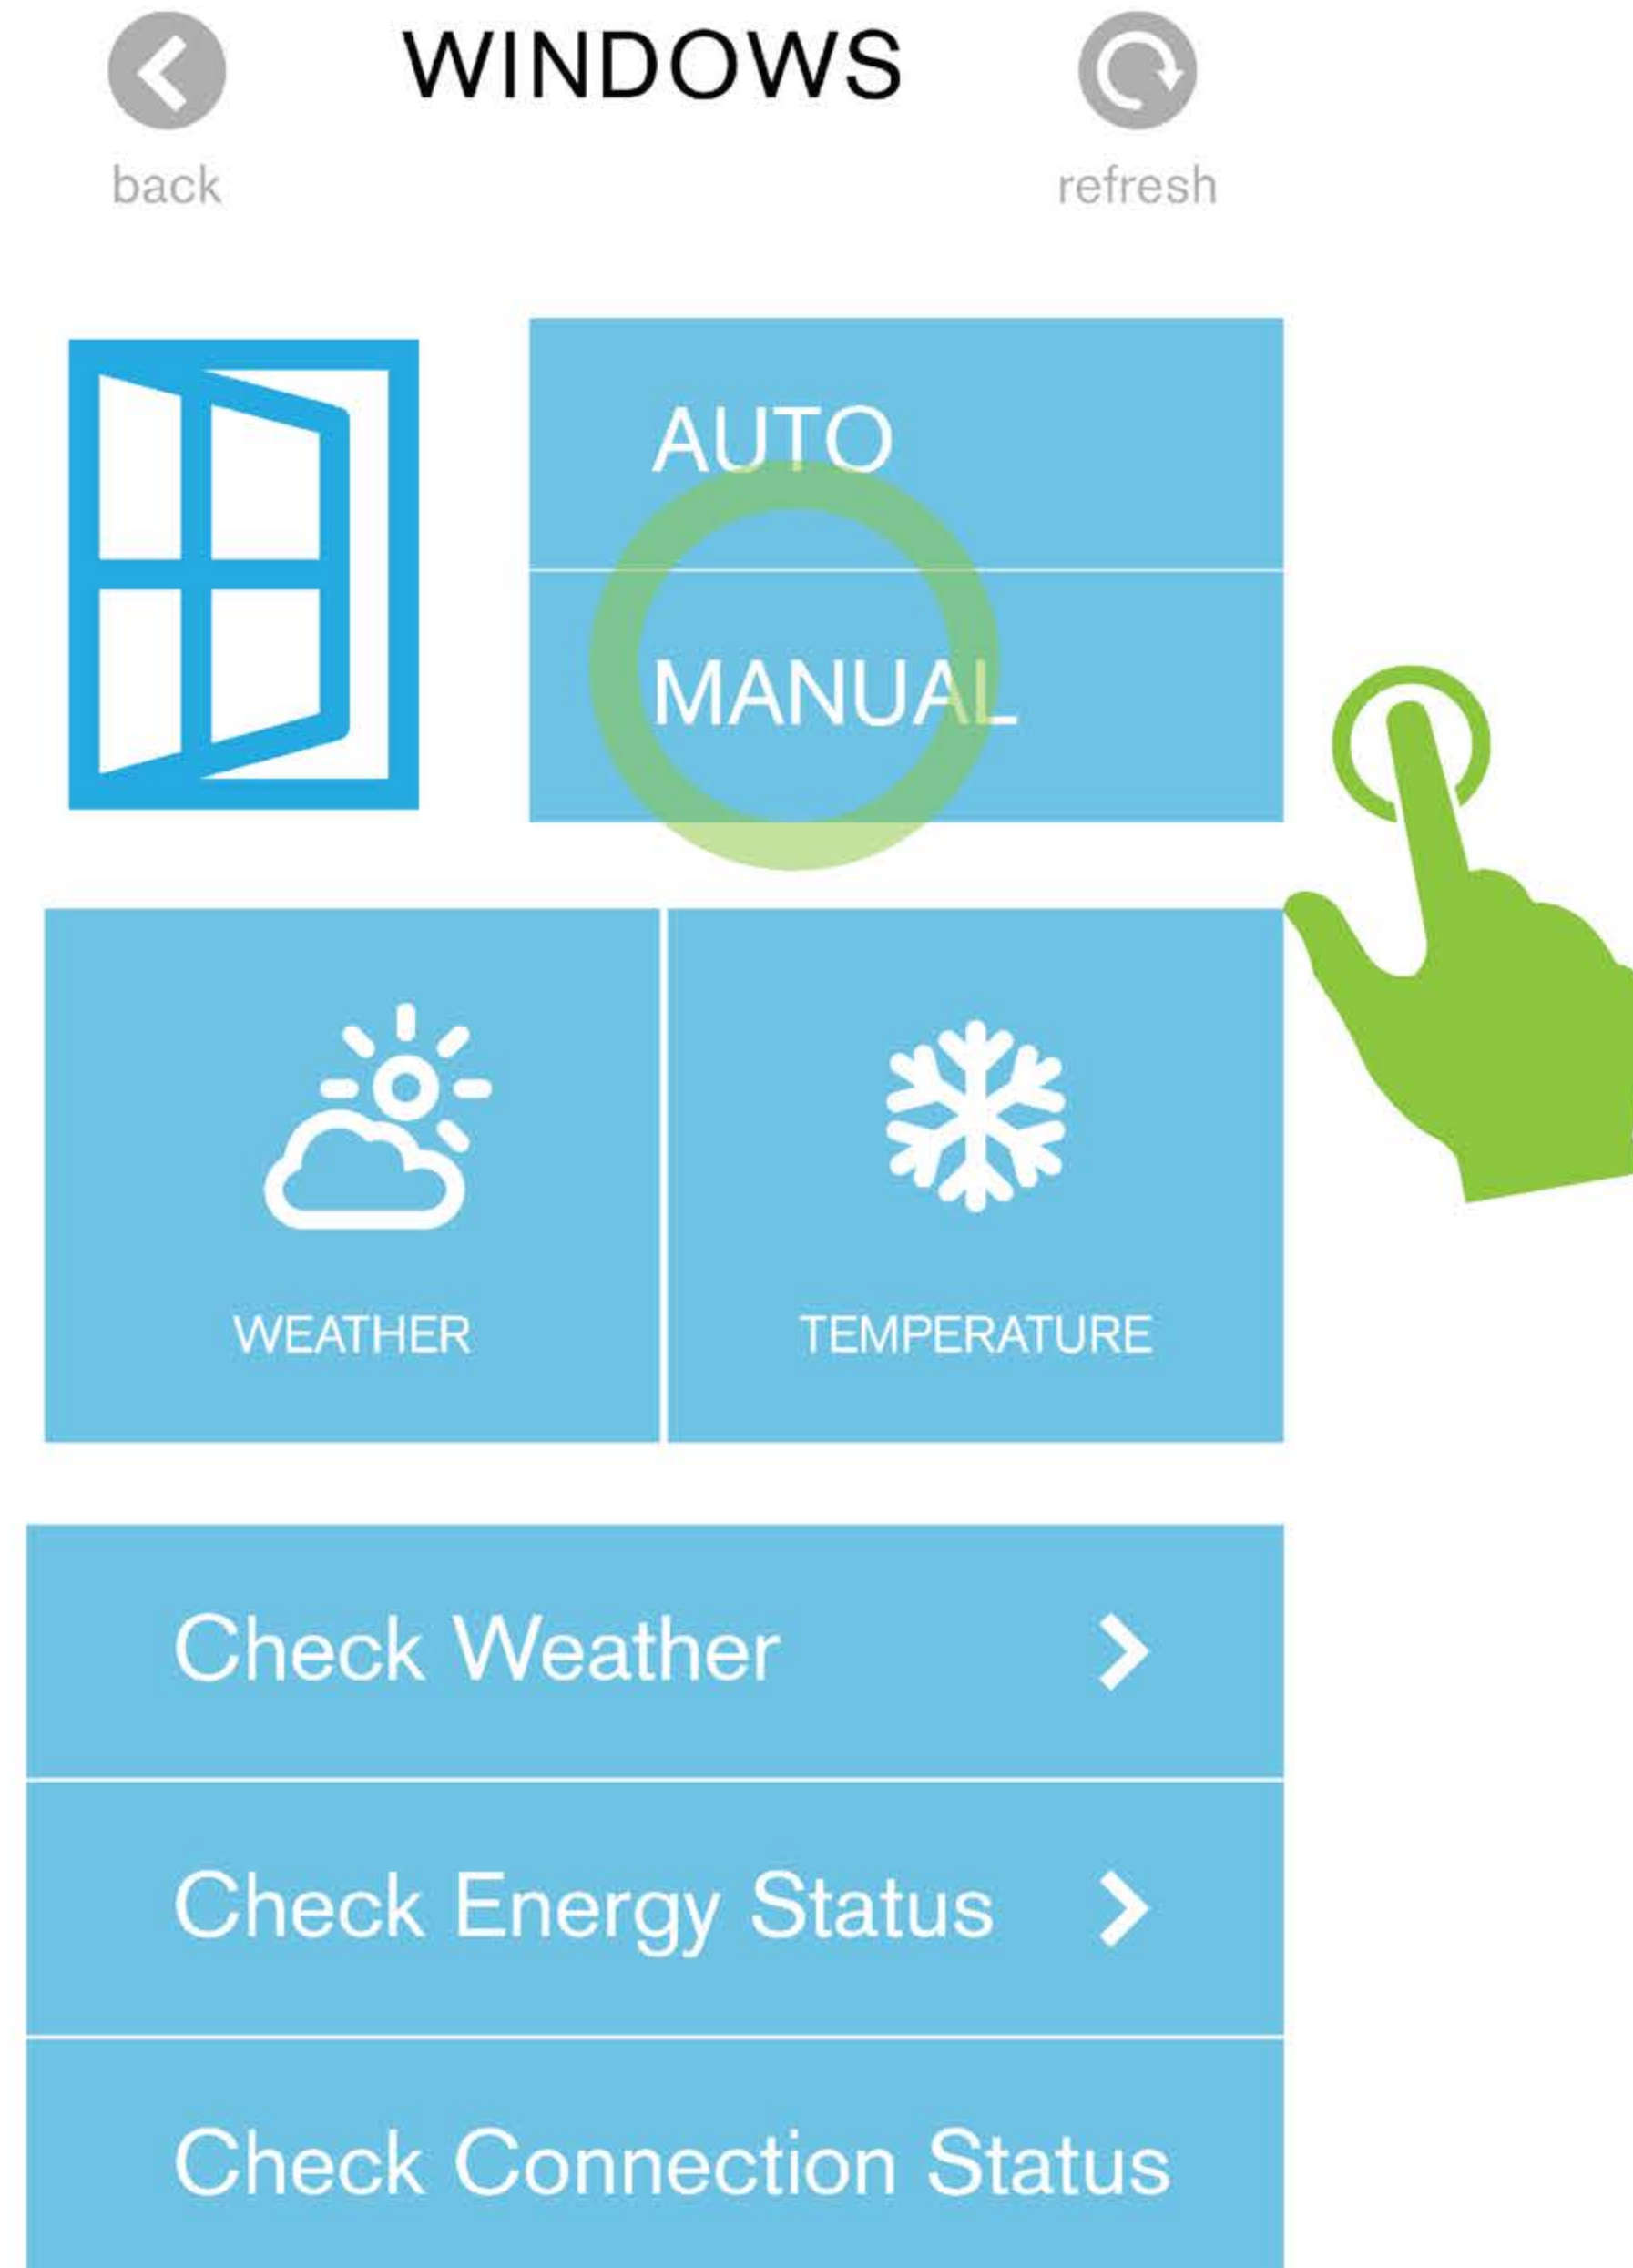 WINDOWS
back
refresh
AUTO
MANUAL
WEATHER
TEMPERATURE
Check Weather
Check Energy Status
Check Connection Status